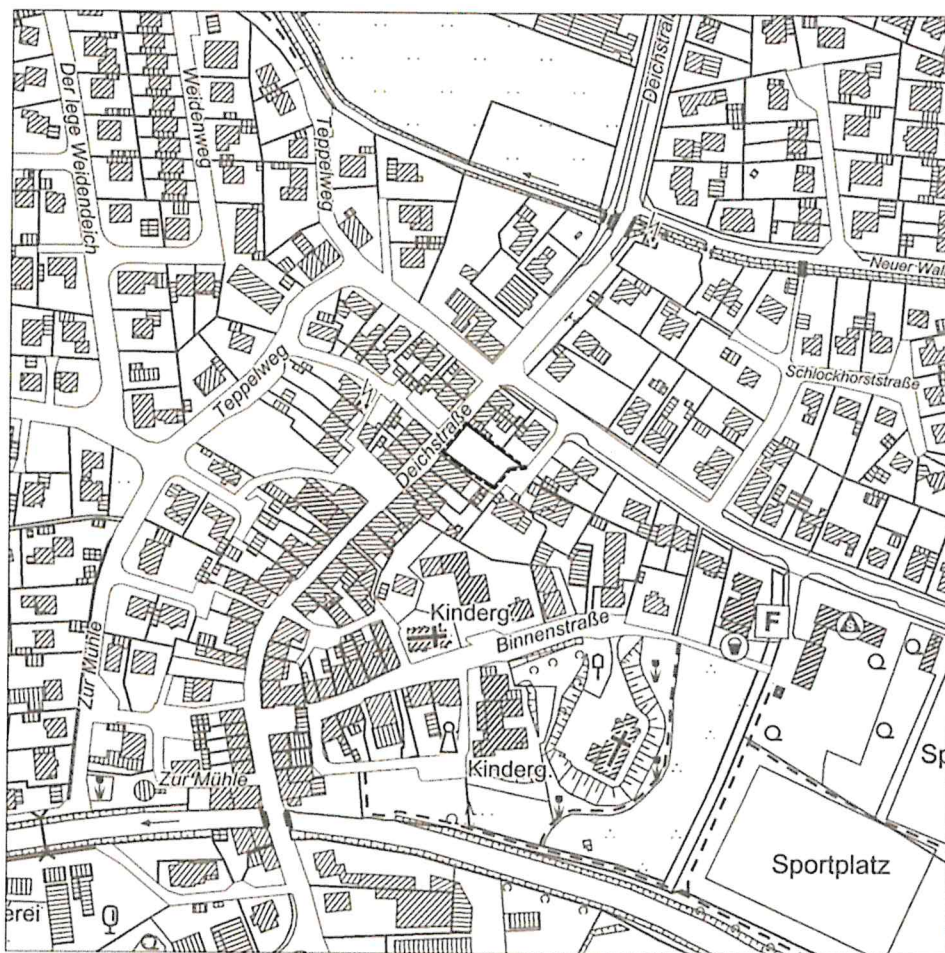 Der lege Weidendeich
Weidenweg
Teppelweg
Deichstraße
Neuer Wa
Schlockhorststraße
Teppelweg
Deichstraße
Kinderg.
Binnenstraße
F
Zur Mühle
Zur Mühle
Kinderg.
Sp
Sportplatz
erei